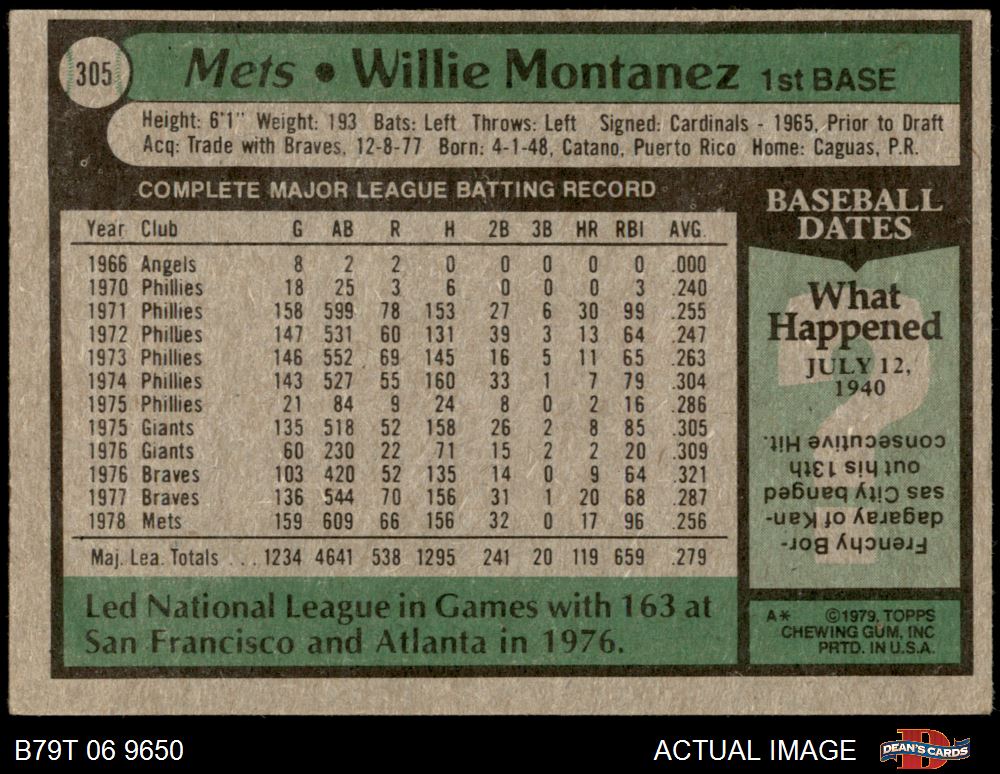 305
Mets • Willie Montanez 1st BASE
Height: 6'1" Weight: 193 Bats: Left Throws: Left Signed: Cardinals - 1965, Prior to Draft
Acq: Trade with Braves, 12-8-77 Born: 4-1-48, Catano, Puerto Rico Home: Caguas, P.R.
COMPLETE MAJOR LEAGUE BATTING RECORD
Year Club G AB R H 2B 3B HR RBI AVG.
1966 Angels 8 2 2 0 0 0 0 0 .000
1970 Phillies 18 25 3 6 0 0 0 3 .240
1971 Phillies 158 599 78 153 27 6 30 99 .255
1972 Phillies 147 531 60 131 39 3 13 64 .247
1973 Phillies 146 552 69 145 16 5 11 65 .263
1974 Phillies 143 527 55 160 33 1 7 79 .304
1975 Phillies 21 84 9 24 8 0 2 16 .286
1975 Giants 135 518 52 158 26 2 8 85 .305
1976 Giants 60 230 22 71 15 2 2 20 .309
1976 Braves 103 420 52 135 14 0 9 64 .321
1977 Braves 136 544 70 156 31 1 20 68 .287
1978 Mets 159 609 66 156 32 0 17 96 .256
Maj. Lea. Totals . . . 1234 4641 538 1295 241 20 119 659 .279
Led National League in Games with 163 at
San Francisco and Atlanta in 1976.
BASEBALL
DATES
What
Happened
JULY 12,
1940
Frenchy Bor-
dagaray of Kan-
sas City banged
out his 13th
consecutive Hit.
A* ©1979, TOPPS
CHEWING GUM, INC
PRTD. IN U.S.A.
B79T 06 9650
ACTUAL IMAGE
DEAN'S CARDS